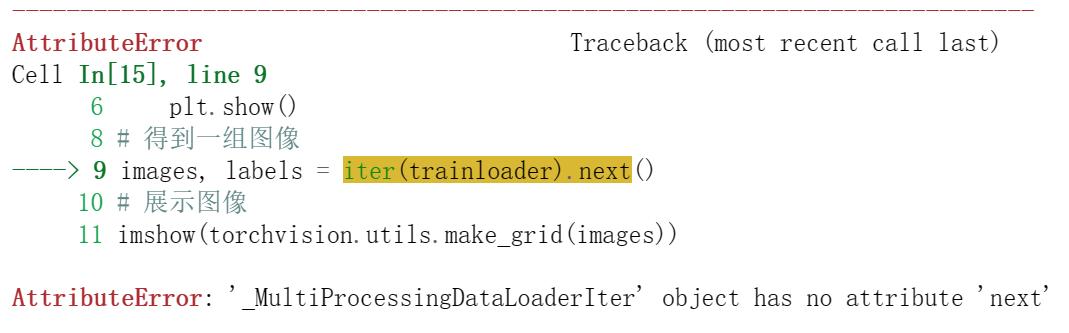 ---------------------------------------------------------------------------
AttributeError                            Traceback (most recent call last)
Cell In[15], line 9
      6     plt.show()
      8 # 得到一组图像
----> 9 images, labels = iter(trainloader).next()
     10 # 展示图像
     11 imshow(torchvision.utils.make_grid(images))

AttributeError: '_MultiProcessingDataLoaderIter' object has no attribute 'next'